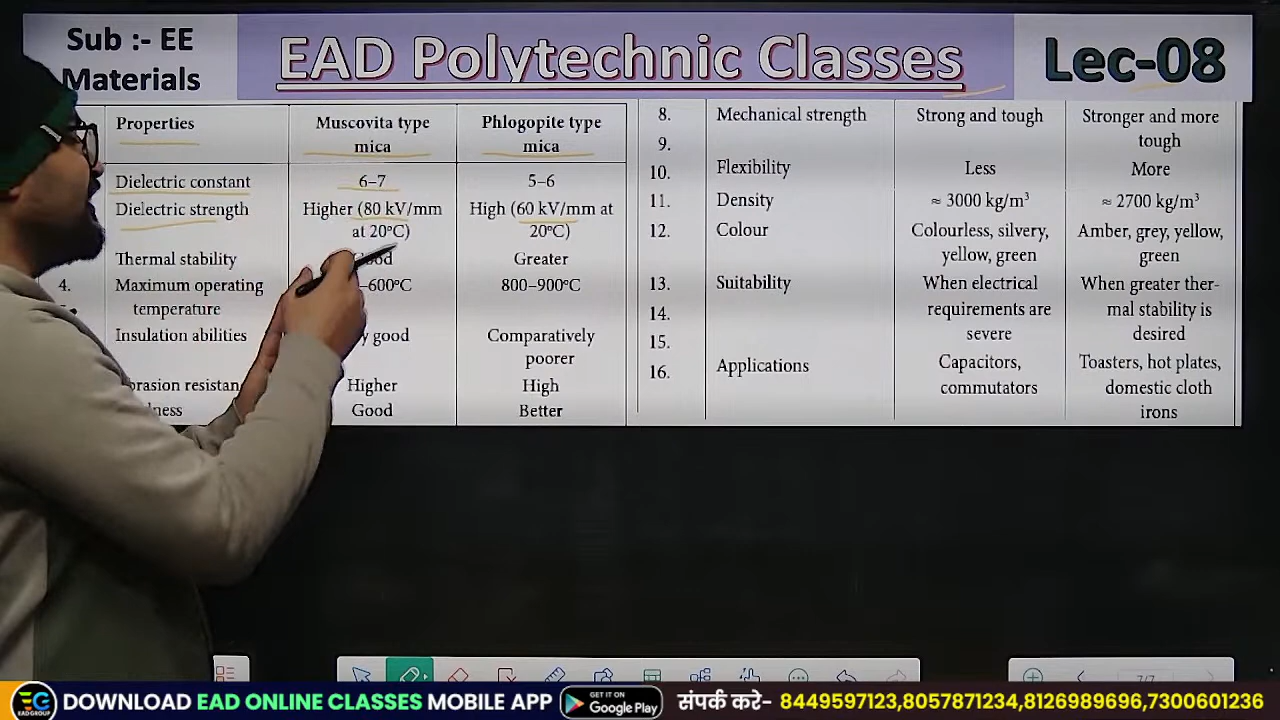 Sub :- EE
Materials
EAD Polytechnic Classes
Lec-08
Properties
Muscovita type
mica
Phlogopite type
mica
Dielectric constant
6–7
5–6
Dielectric strength
Higher (80 kV/mm
at 20°C)
High (60 kV/mm at
20°C)
Thermal stability
Greater
4.
Maximum operating
temperature
–600°C
800–900°C
Insulation abilities
good
Comparatively
poorer
Higher
High
Good
Better
8.
Mechanical strength
Strong and tough
Stronger and more
tough
9.
10.
Flexibility
Less
More
11.
Density
≈ 3000 kg/m³
≈ 2700 kg/m³
12.
Colour
Colourless, silvery,
yellow, green
Amber, grey, yellow,
green
13.
Suitability
When electrical
requirements are
severe
When greater ther-
mal stability is
desired
14.
15.
16.
Applications
Capacitors,
commutators
Toasters, hot plates,
domestic cloth
irons
7/7
EAD GROUP
DOWNLOAD EAD ONLINE CLASSES MOBILE APP
GET IT ON
Google Play
संपर्क करे- 8449597123,8057871234,8126989696,7300601236